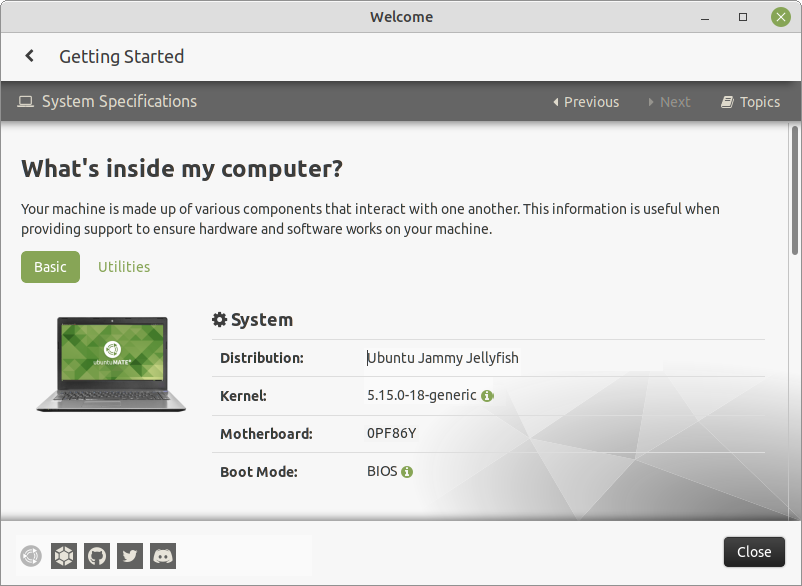 Welcome
Getting Started
System Specifications
Previous
Next
Topics
What's inside my computer?
Your machine is made up of various components that interact with one another. This information is useful when
providing support to ensure hardware and software works on your machine.
Basic
Utilities
ubuntuMATE
System
Distribution: Ubuntu Jammy Jellyfish
Kernel: 5.15.0-18-generic
Motherboard: 0PF86Y
Boot Mode: BIOS
Close